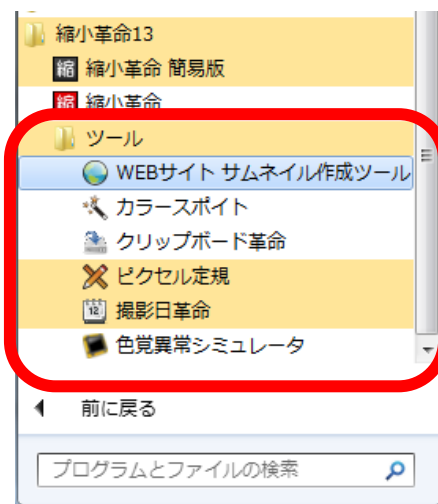 縮小革命13
縮 縮小革命 簡易版
縮 縮小革命
ツール
WEBサイト サムネイル作成ツール
カラースポイト
クリップボード革命
ピクセル定規
12 撮影日革命
色覚異常シミュレータ
前に戻る
プログラムとファイルの検索